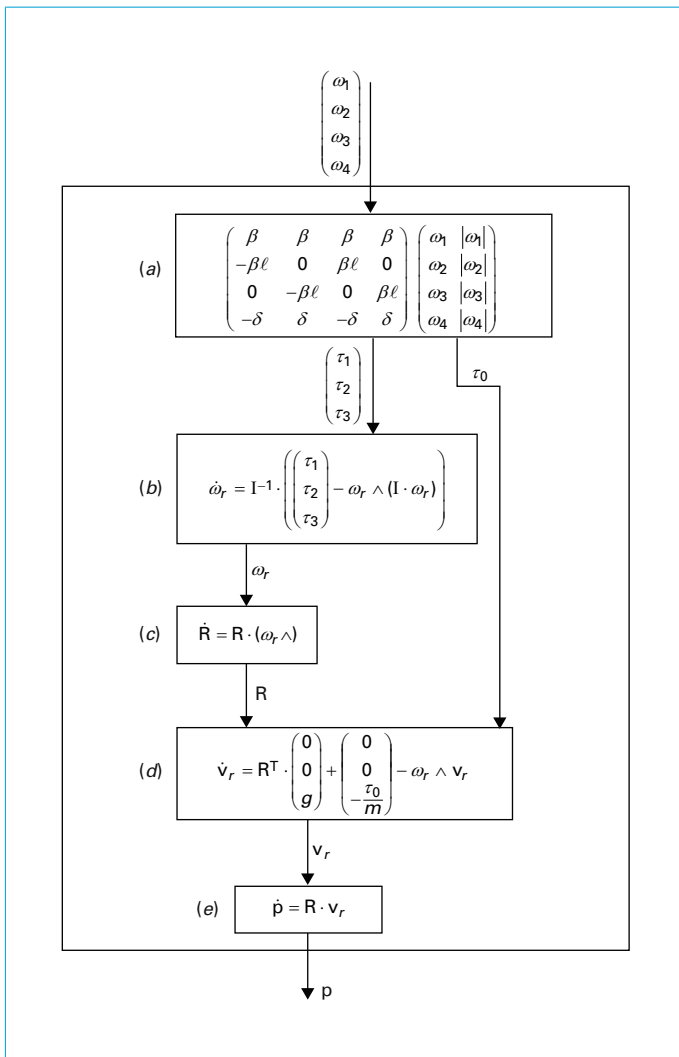 ω1
ω2
ω3
ω4
(a)
β β β β
−βℓ 0 βℓ 0
0 −βℓ 0 βℓ
−δ δ −δ δ
ω1 |ω1|
ω2 |ω2|
ω3 |ω3|
ω4 |ω4|
τ1
τ2
τ3
τ0
(b)
ω̇r = I−1 · ((τ1 τ2 τ3) − ωr ∧ (I · ωr))
ωr
(c)
Ṙ = R · (ωr ∧)
R
(d)
v̇r = RT · (0 0 g) + (0 0 −τ0/m) − ωr ∧ vr
vr
(e)
ṗ = R · vr
p